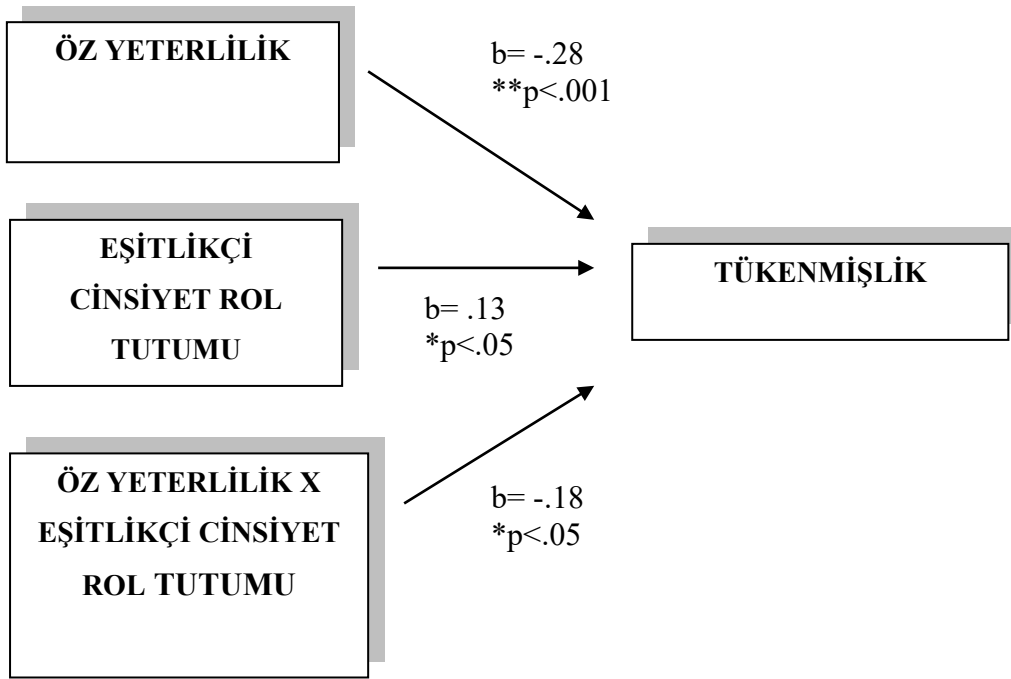 ÖZ YETERLİLİK
b= -.28
**p<.001
EŞİTLİKÇİ
CİNSİYET ROL
TUTUMU
b= .13
*p<.05
TÜKENMİŞLİK
ÖZ YETERLİLİK X
EŞİTLİKÇİ CİNSİYET
ROL TUTUMU
b= -.18
*p<.05